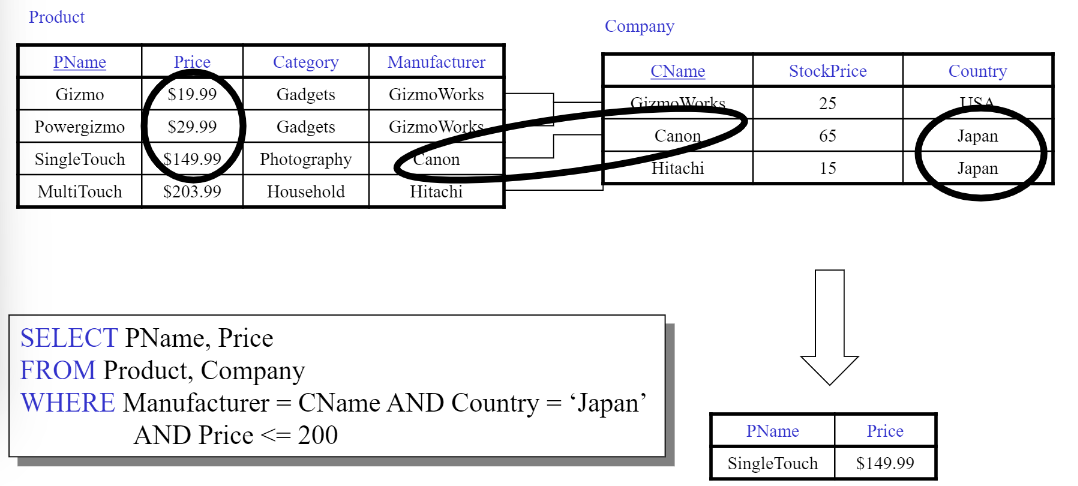 Product
PName Price Category Manufacturer
Gizmo $19.99 Gadgets GizmoWorks
Powergizmo $29.99 Gadgets GizmoWorks
SingleTouch $149.99 Photography Canon
MultiTouch $203.99 Household Hitachi
Company
CName StockPrice Country
GizmoWorks 25 USA
Canon 65 Japan
Hitachi 15 Japan
SELECT PName, Price
FROM Product, Company
WHERE Manufacturer = CName AND Country = ‘Japan’
AND Price <= 200
PName Price
SingleTouch $149.99